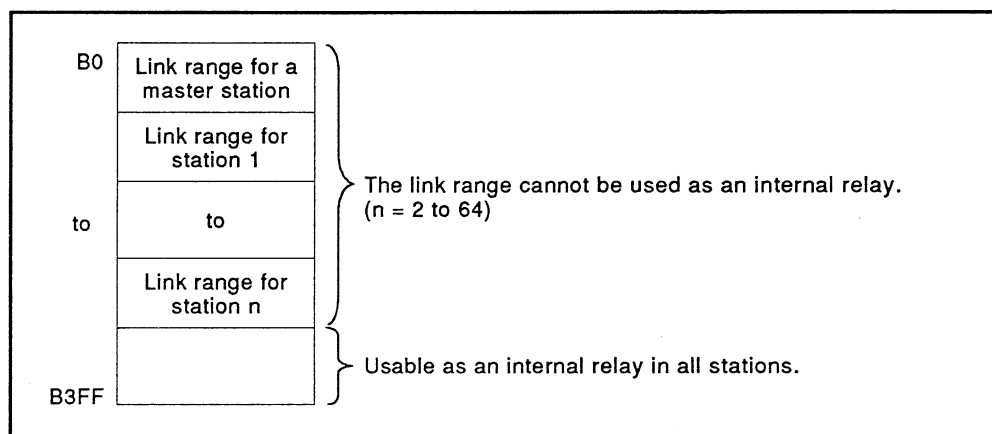 B0
Link range for a
master station
Link range for
station 1
The link range cannot be used as an internal relay.
(n = 2 to 64)
to
to
Link range for
station n
Usable as an internal relay in all stations.
B3FF